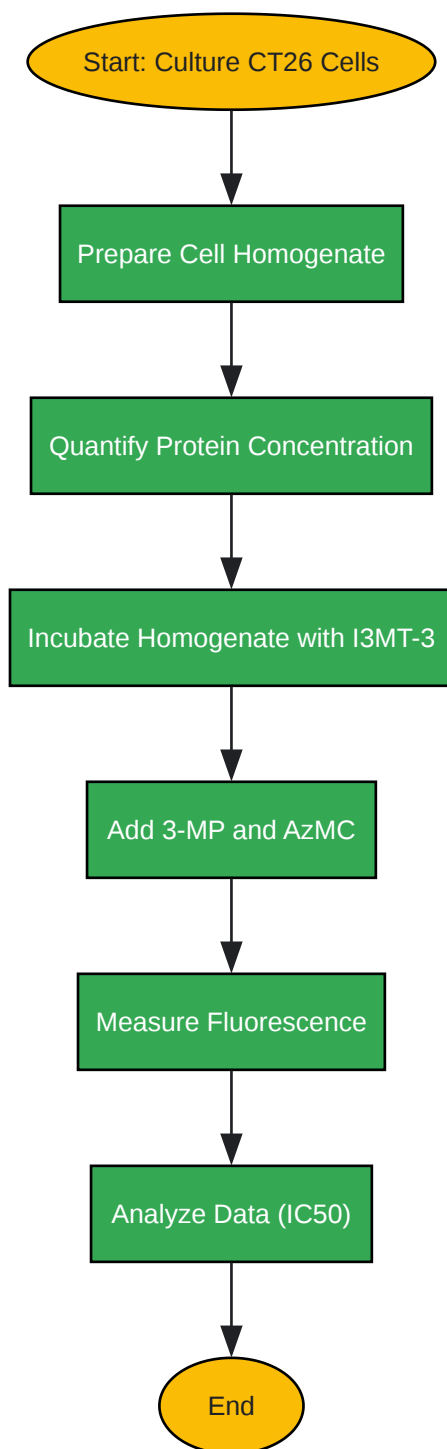 Start: Culture CT26 Cells
Prepare Cell Homogenate
Quantify Protein Concentration
Incubate Homogenate with I3MT-3
Add 3-MP and AzMC
Measure Fluorescence
Analyze Data (IC50)
End